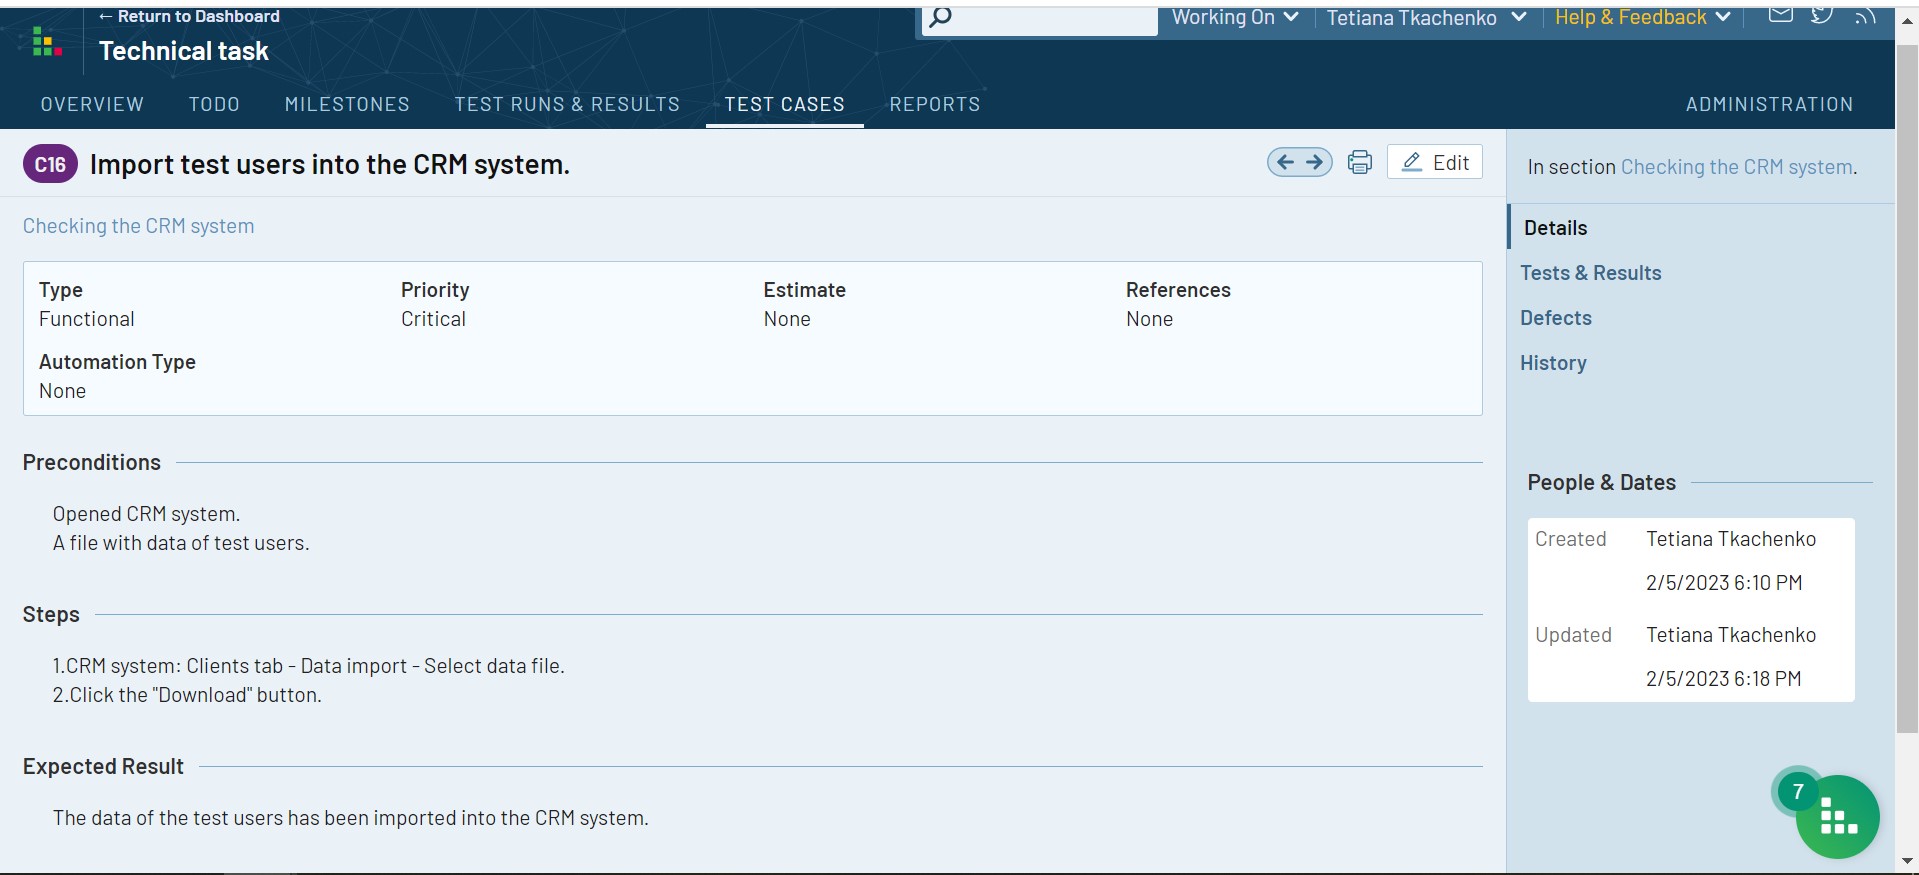 ← Return to Dashboard
Working On
Tetiana Tkachenko
Help & Feedback
Technical task
OVERVIEW
TODO
MILESTONES
TEST RUNS & RESULTS
TEST CASES
REPORTS
ADMINISTRATION
C16 Import test users into the CRM system.
Edit
Checking the CRM system
Type
Functional
Priority
Critical
Estimate
None
References
None
Automation Type
None
Preconditions
Opened CRM system.
A file with data of test users.
Steps
1.CRM system: Clients tab - Data import - Select data file.
2.Click the "Download" button.
Expected Result
The data of the test users has been imported into the CRM system.
In section Checking the CRM system.
Details
Tests & Results
Defects
History
People & Dates
Created Tetiana Tkachenko
2/5/2023 6:10 PM
Updated Tetiana Tkachenko
2/5/2023 6:18 PM
7